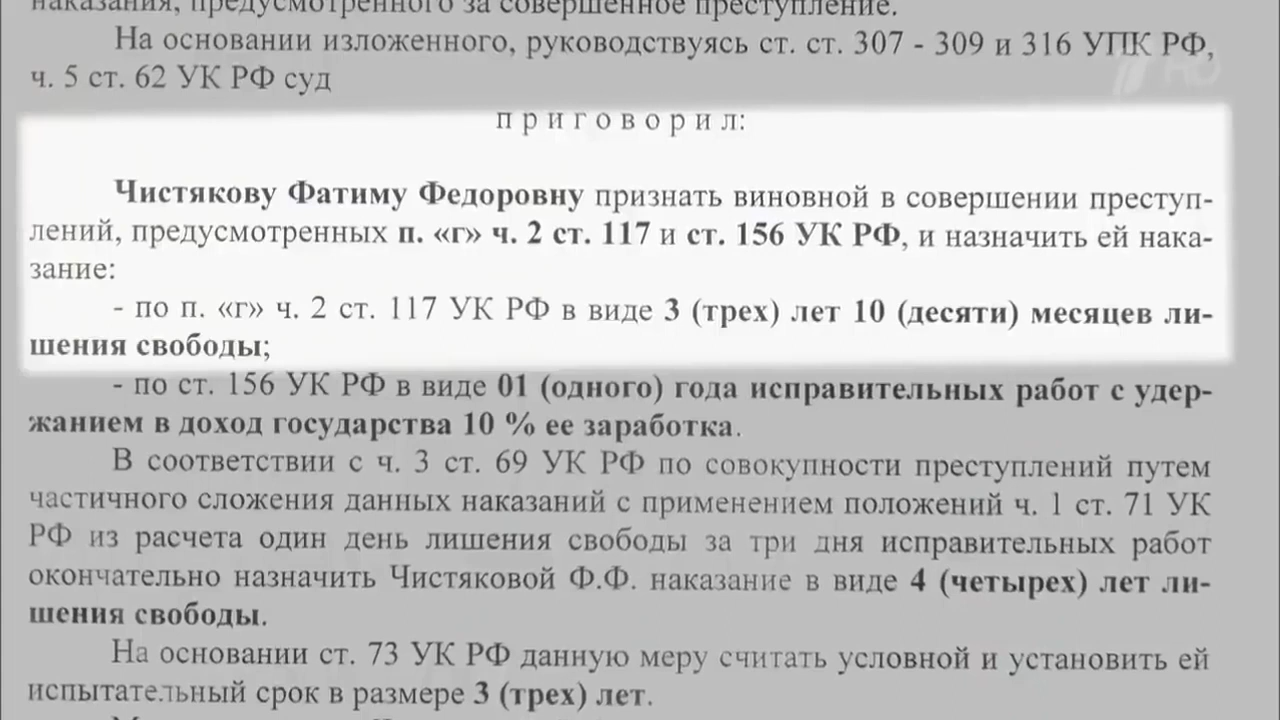 наказания, предусмотренного за совершенное преступление.
На основании изложенного, руководствуясь ст. ст. 307 - 309 и 316 УПК РФ,
ч. 5 ст. 62 УК РФ суд
п р и г о в о р и л:
Чистякову Фатиму Федоровну признать виновной в совершении преступ-
лений, предусмотренных п. «г» ч. 2 ст. 117 и ст. 156 УК РФ, и назначить ей нака-
зание:
- по п. «г» ч. 2 ст. 117 УК РФ в виде 3 (трех) лет 10 (десяти) месяцев ли-
шения свободы;
- по ст. 156 УК РФ в виде 01 (одного) года исправительных работ с удер-
жанием в доход государства 10 % ее заработка.
В соответствии с ч. 3 ст. 69 УК РФ по совокупности преступлений путем
частичного сложения данных наказаний с применением положений ч. 1 ст. 71 УК
РФ из расчета один день лишения свободы за три дня исправительных работ
окончательно назначить Чистяковой Ф.Ф. наказание в виде 4 (четырех) лет ли-
шения свободы.
На основании ст. 73 УК РФ данную меру считать условной и установить ей
испытательный срок в размере 3 (трех) лет.